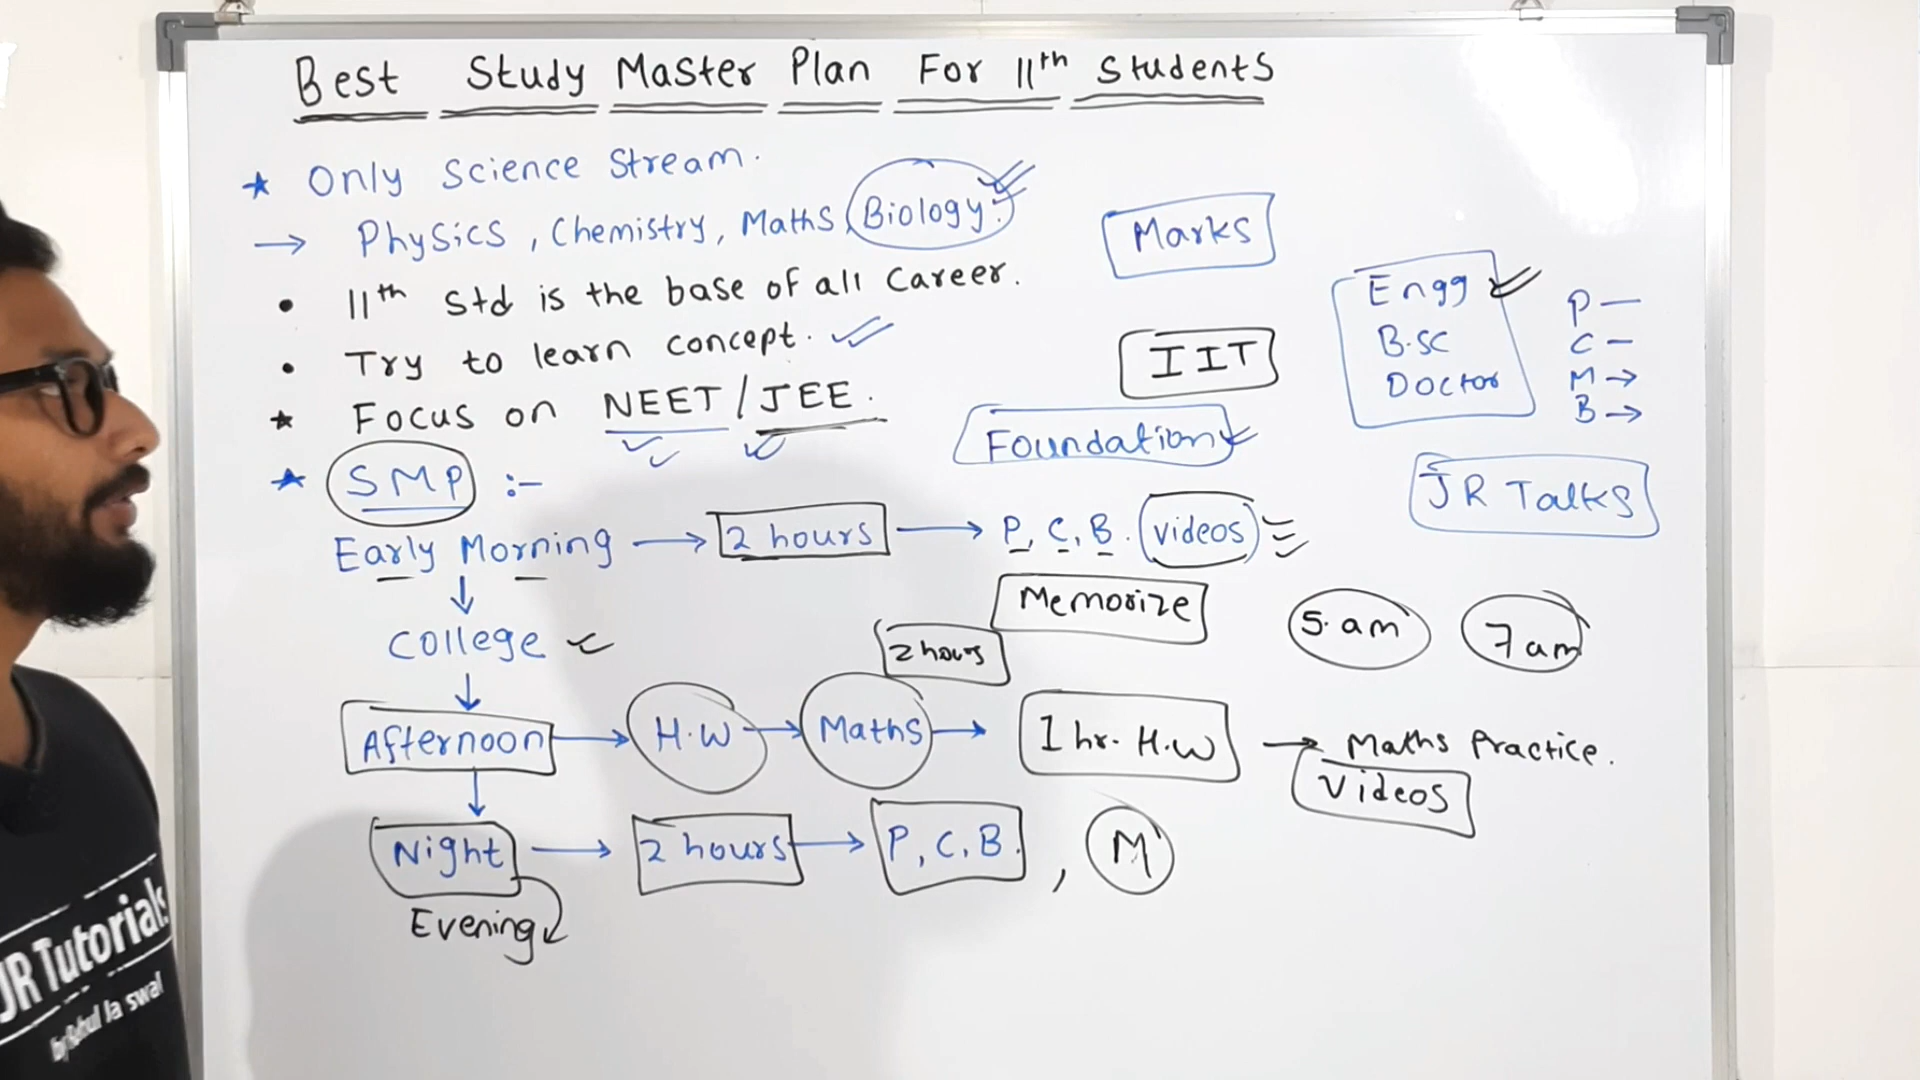 Best Study Master Plan For 11th Students
★ Only Science Stream.
→ Physics, Chemistry, Maths, Biology.
Marks
• 11th Std is the base of all Career.
Engg
B.Sc
Doctor
P —
C —
M →
B →
• Try to learn concept.
IIT
★ Focus on NEET / JEE.
Foundation
★ SMP :-
JR Talks
Early Morning → 2 hours → P, C, B. Videos
Memorize
5 am
7 am
↓
College
2 hours
↓
Afternoon → H.W → Maths → 1 hr. H.W → Maths Practice.
Videos
↓
Night → 2 hours → P, C, B. , M
Evening
JR Tutorials